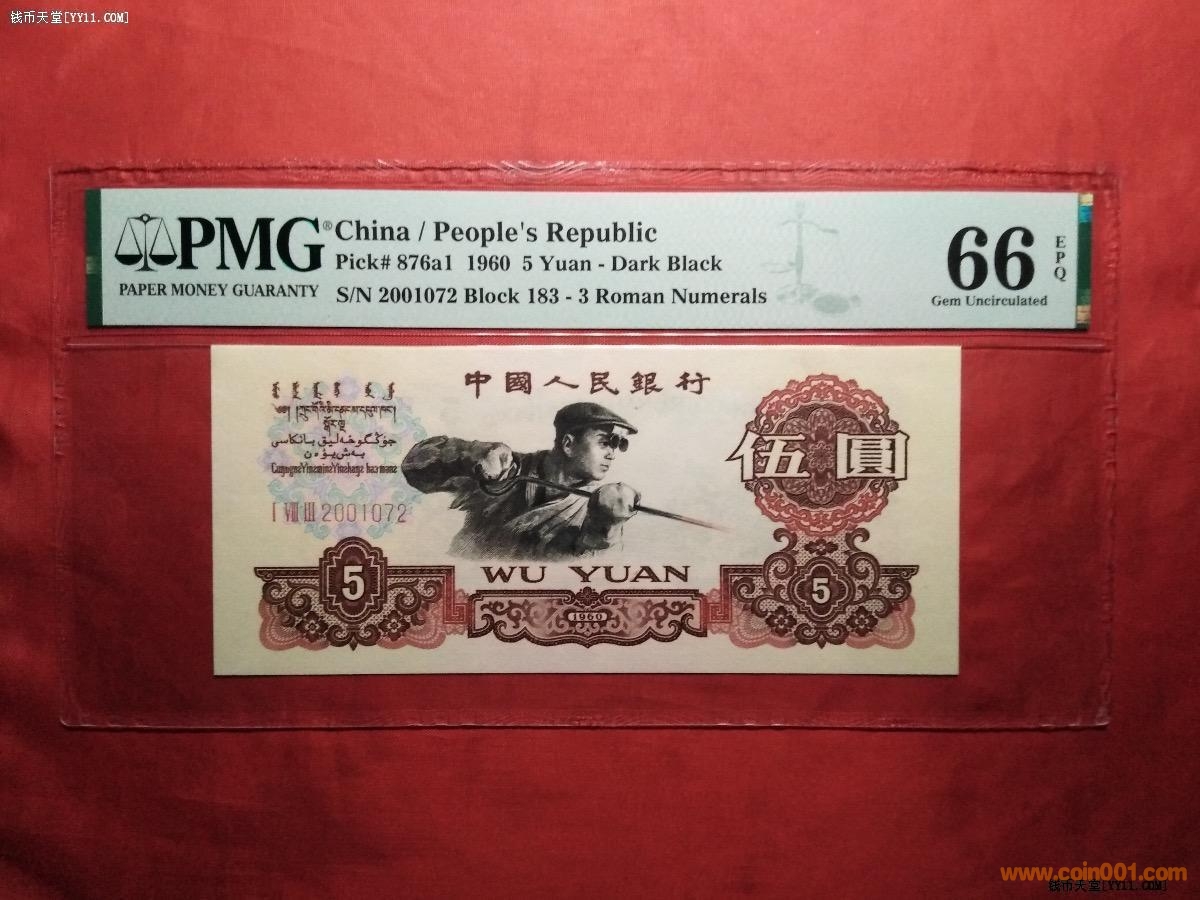 钱币天堂[YY11.COM]
PMG®
PAPER MONEY GUARANTY
China / People's Republic
Pick# 876a1 1960 5 Yuan - Dark Black
S/N 2001072 Block 183 - 3 Roman Numerals
66
EPQ
Gem Uncirculated
中國人民銀行
伍圓
I VIII III 2001072
5
WU YUAN
1960
5
www.coin001.com
钱币天堂[YY11.COM]